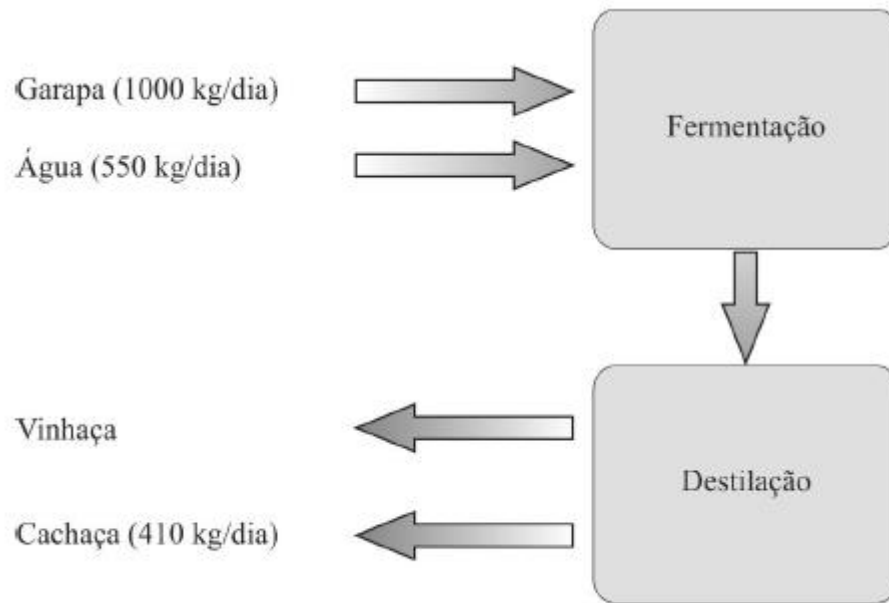 Garapa (1000 kg/dia)
Água (550 kg/dia)
Fermentação
Vinhaça
Cachaça (410 kg/dia)
Destilação